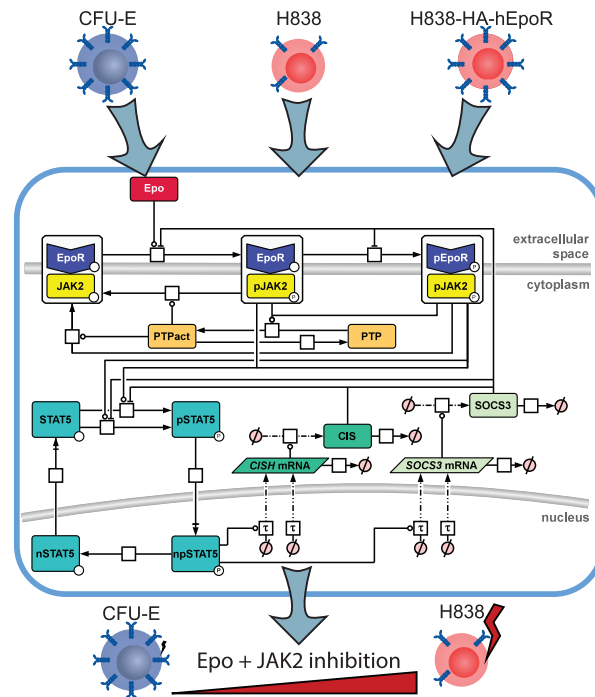 CFU-E H838 H838-HA-hEpoR
Epo
extracellular
space
EpoR EpoR pEpoR
JAK2 pJAK2 P pJAK2 P P
cytoplasm
PTPact PTP
SOCS3
STAT5 pSTAT5 P
CIS
CISH mRNA SOCS3 mRNA
nucleus
τ τ τ τ
nSTAT5 npSTAT5 P
CFU-E H838
Epo + JAK2 inhibition